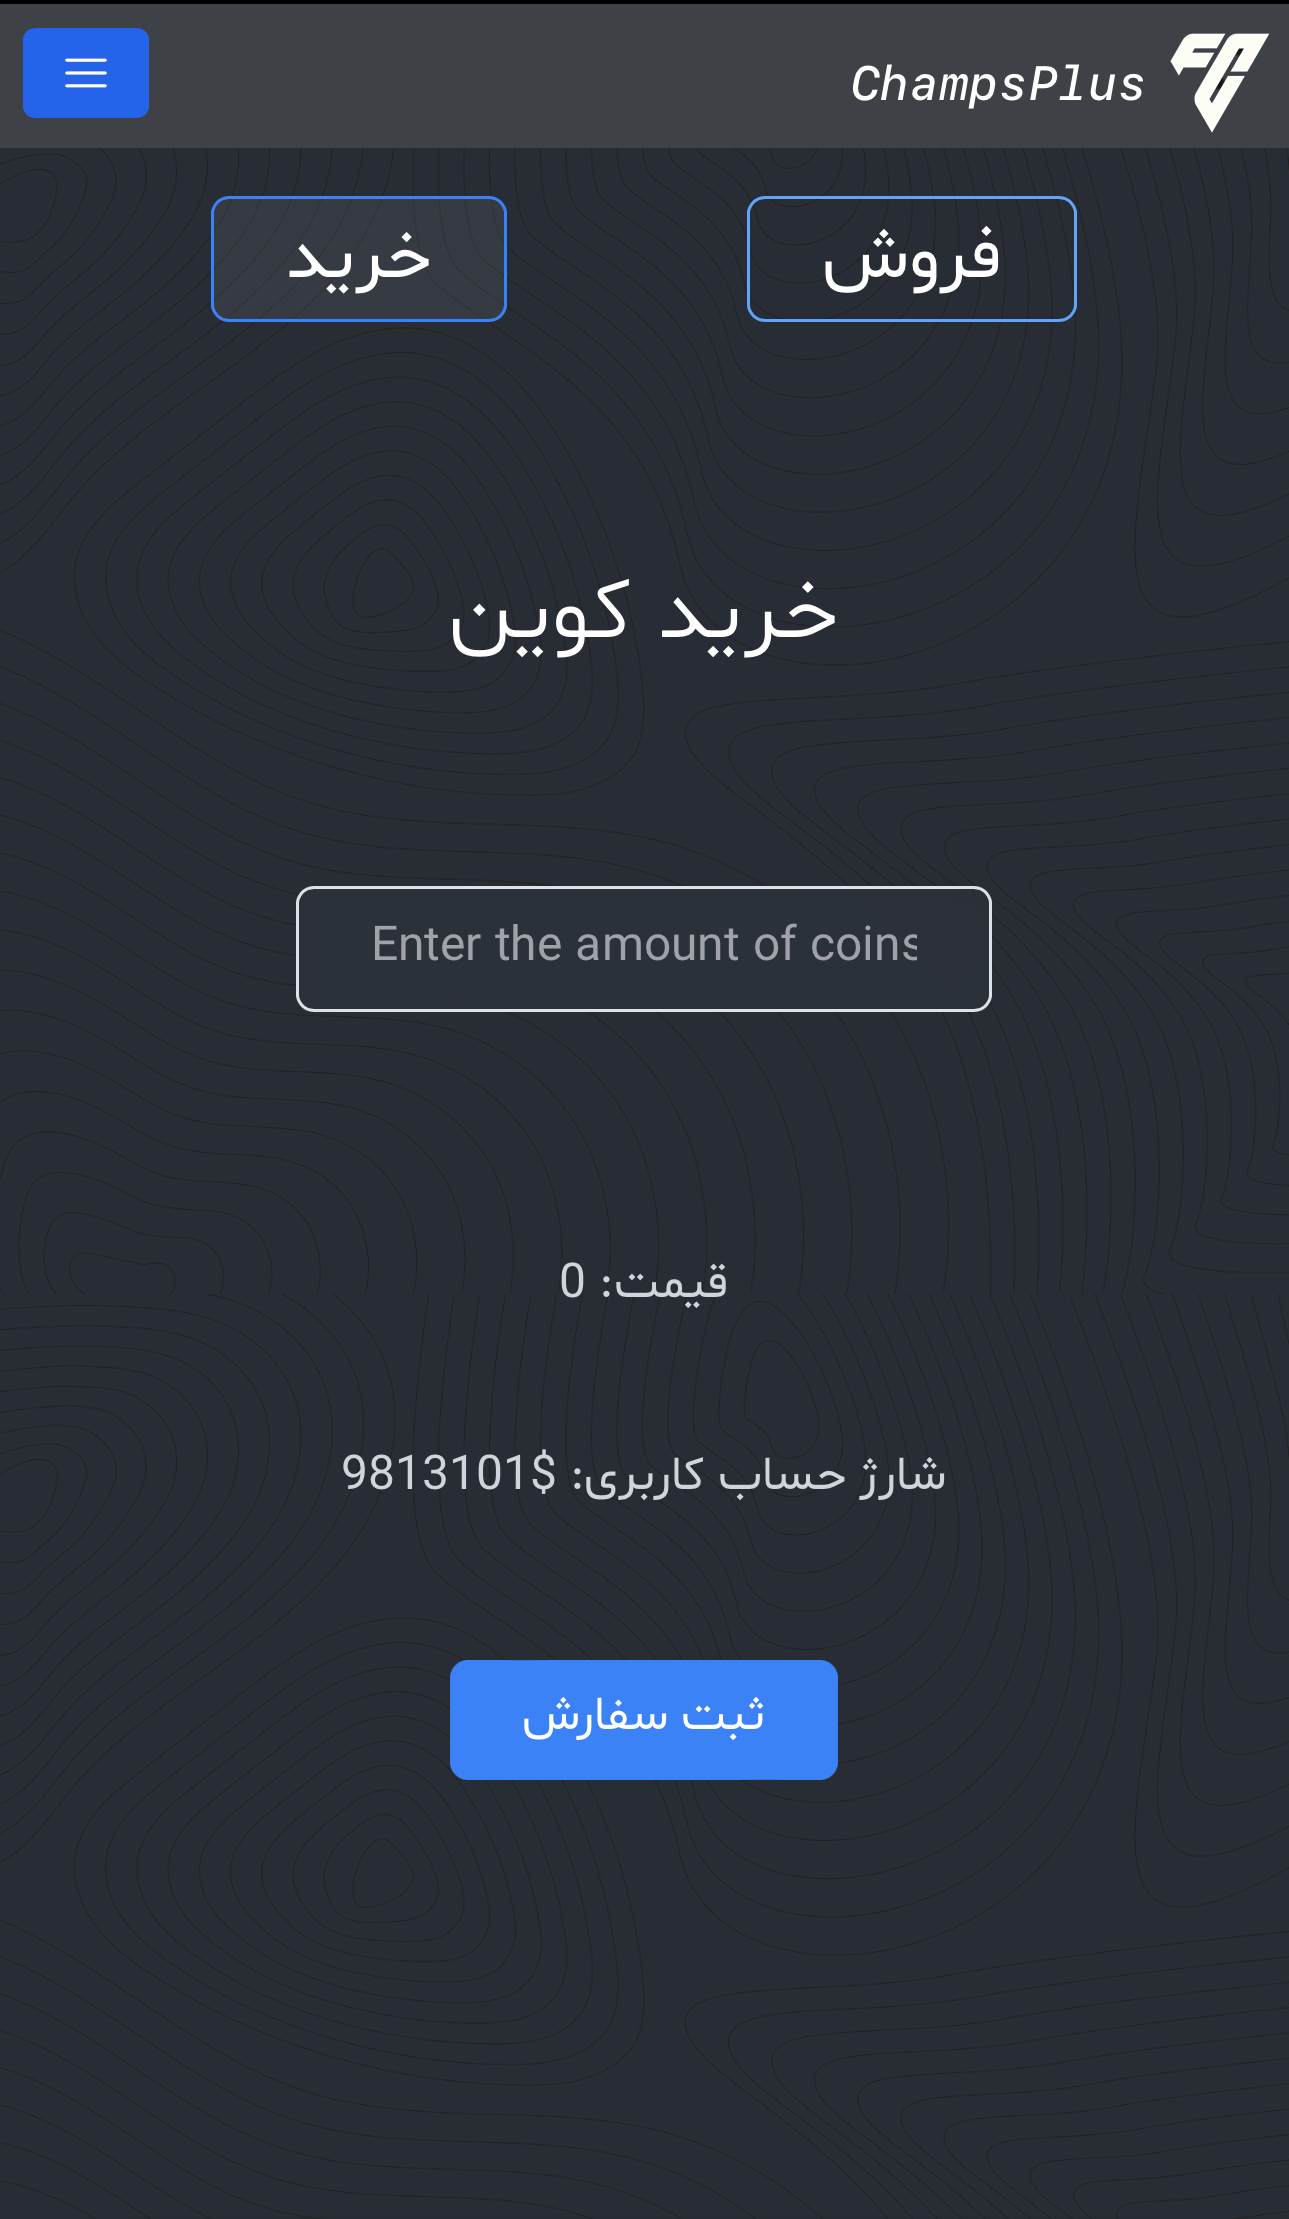 ChampsPlus
فروش
خرید
خرید کوین
Enter the amount of coins
قیمت: 0
شارژ حساب کاربری: $9813101
ثبت سفارش